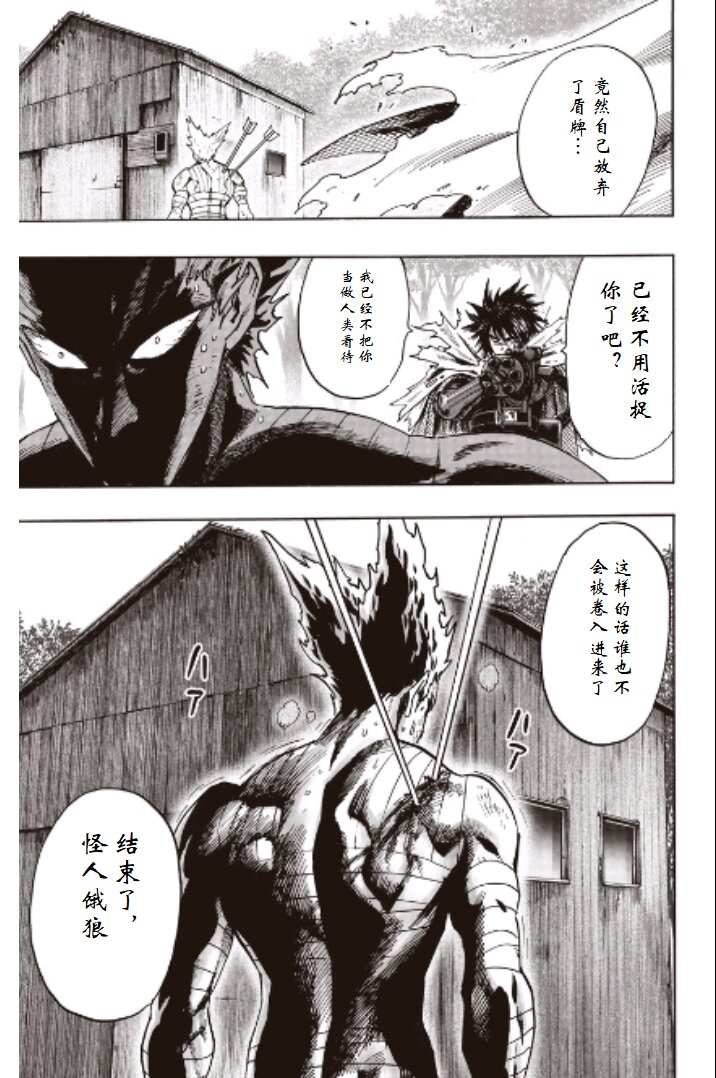 竟然自己放弃
了盾牌…
已经不用活捉
你了吧？
我已经不把你
当做人类看待
这样的话谁也不
会被卷入进来了
ハァ
ハァ
结束了，
怪人饿狼